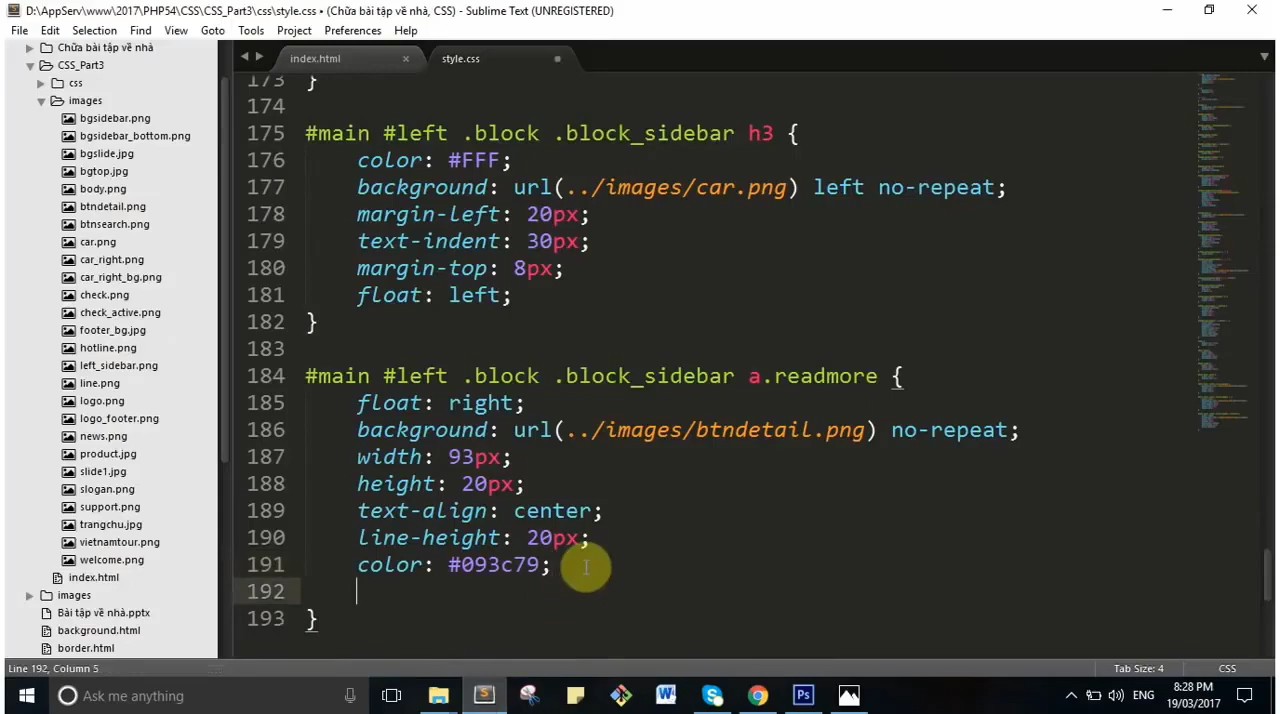 D:\AppServ\www\2017\PHP54\CSS\CSS_Part3\css\style.css • (Chữa bài tập về nhà, CSS) - Sublime Text (UNREGISTERED)
File Edit Selection Find View Goto Tools Project Preferences Help
Chữa bài tập về nhà
CSS_Part3
css
images
bgsidebar.png
bgsidebar_bottom.png
bgslide.jpg
bgtop.jpg
body.png
btndetail.png
btnsearch.png
car.png
car_right.png
car_right_bg.png
check.png
check_active.png
footer_bg.jpg
hotline.png
left_sidebar.png
line.png
logo.png
logo_footer.png
news.png
product.jpg
slide1.jpg
slogan.png
support.png
trangchu.jpg
vietnamtour.png
welcome.png
index.html
images
Bài tập về nhà.pptx
background.html
border.html
index.html × style.css
173 }
174
175 #main #left .block .block_sidebar h3 {
176 color: #FFF;
177 background: url(../images/car.png) left no-repeat;
178 margin-left: 20px;
179 text-indent: 30px;
180 margin-top: 8px;
181 float: left;
182 }
183
184 #main #left .block .block_sidebar a.readmore {
185 float: right;
186 background: url(../images/btndetail.png) no-repeat;
187 width: 93px;
188 height: 20px;
189 text-align: center;
190 line-height: 20px;
191 color: #093c79;
192
193 }
Line 192, Column 5 Tab Size: 4 CSS
Ask me anything
ENG
8:28 PM
19/03/2017